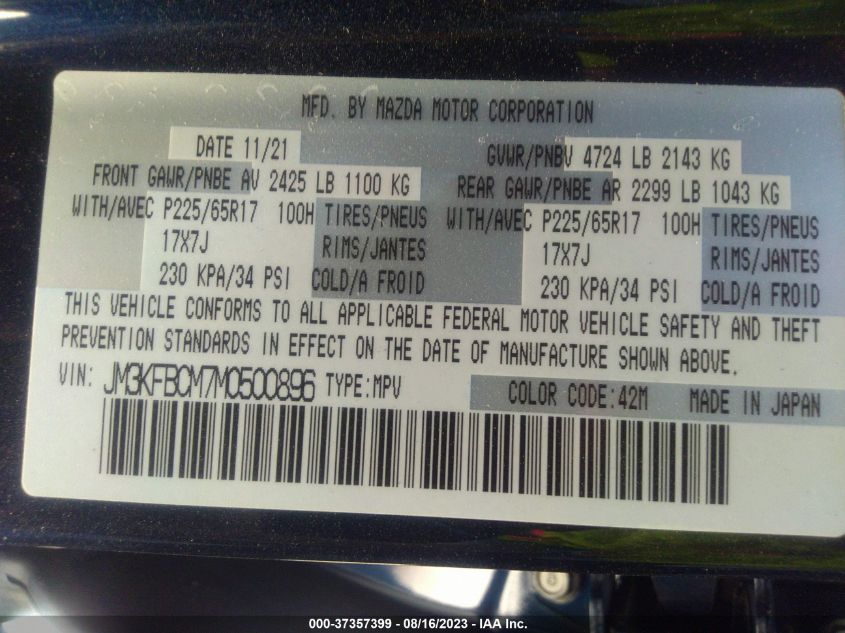 MFD. BY MAZDA MOTOR CORPORATION
DATE 11/21 GVWR/PNBV 4724 LB 2143 KG
FRONT GAWR/PNBE AV 2425 LB 1100 KG REAR GAWR/PNBE AR 2299 LB 1043 KG
WITH/AVEC P225/65R17 100H TIRES/PNEUS WITH/AVEC P225/65R17 100H TIRES/PNEUS
17X7J RIMS/JANTES 17X7J RIMS/JANTES
230 KPA/34 PSI COLD/A FROID 230 KPA/34 PSI COLD/A FROID
THIS VEHICLE CONFORMS TO ALL APPLICABLE FEDERAL MOTOR VEHICLE SAFETY AND THEFT
PREVENTION STANDARDS IN EFFECT ON THE DATE OF MANUFACTURE SHOWN ABOVE.
VIN: JM3KFBCM7M0500896 TYPE:MPV COLOR CODE:42M MADE IN JAPAN
000-37357399 - 08/16/2023 - IAA Inc.